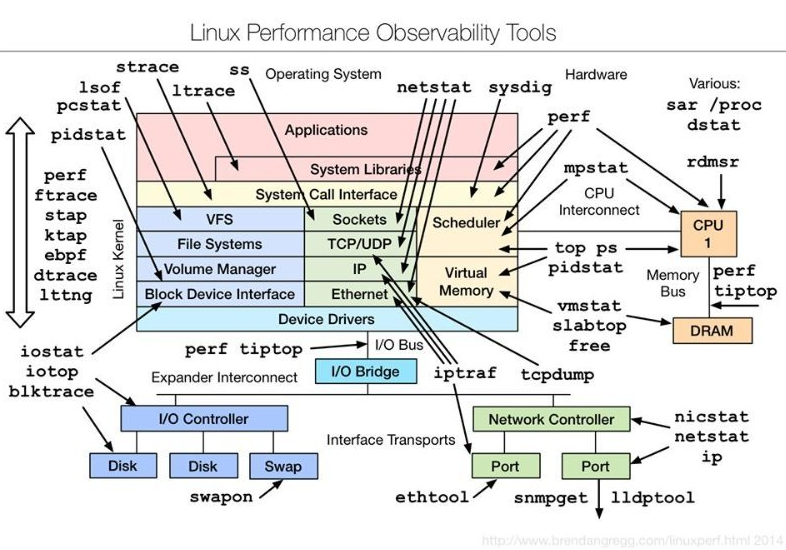 Linux Performance Observability Tools
strace
ss
Operating System
Hardware
Various:
lsof
pcstat
ltrace
netstat
sysdig
sar /proc
dstat
pidstat
Applications
perf
rdmsr
System Libraries
mpstat
perf
ftrace
stap
ktap
ebpf
dtrace
lttng
Linux Kernel
System Call Interface
CPU
Interconnect
VFS
Sockets
Scheduler
CPU
1
File Systems
TCP/UDP
top ps
pidstat
Volume Manager
IP
Virtual
Memory
Memory
Bus
perf
tiptop
Block Device Interface
Ethernet
vmstat
slabtop
free
Device Drivers
DRAM
iostat
iotop
blktrace
perf tiptop
I/O Bus
I/O Bridge
iptraf
tcpdump
Expander Interconnect
I/O Controller
Network Controller
nicstat
netstat
ip
Interface Transports
Disk
Disk
Swap
Port
Port
swapon
ethtool
snmpget
lldptool
http://www.brendangregg.com/linuxperf.html 2014